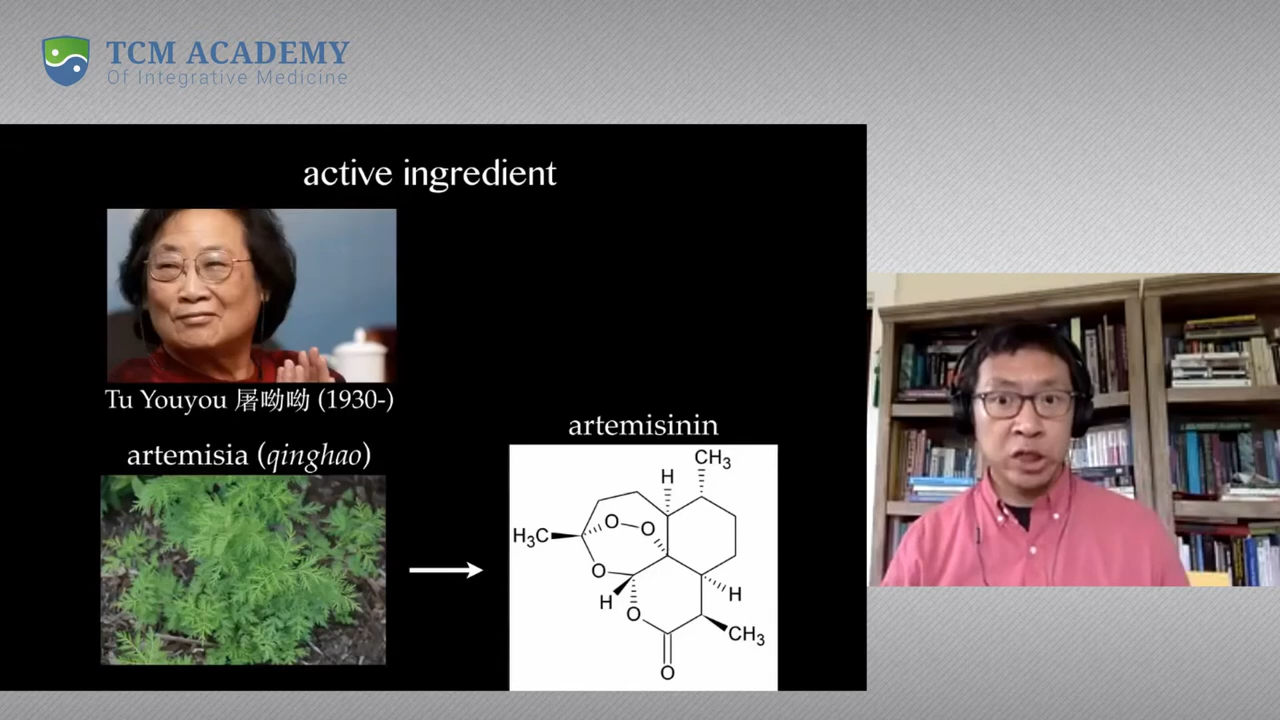 TCM ACADEMY
Of Integrative Medicine
active ingredient
Tu Youyou 屠呦呦 (1930-)
artemisia (qinghao)
artemisinin
CH₃
H
H₃C
O
O
O
H
H
O
CH₃
O